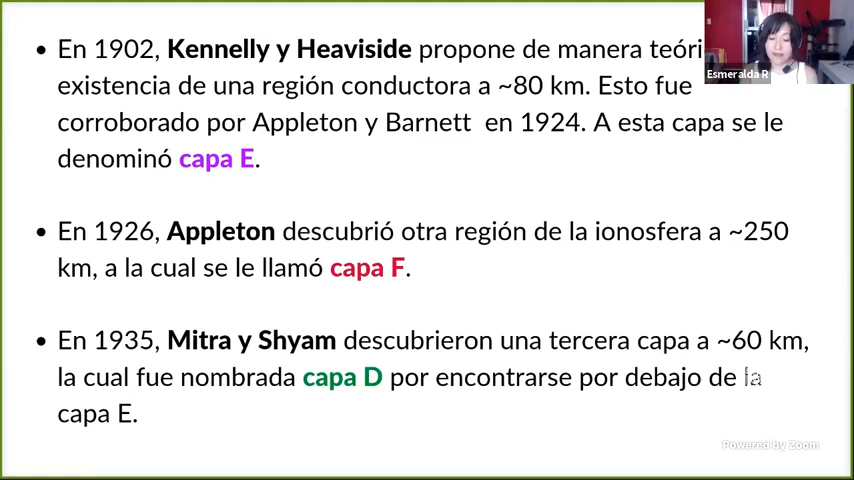 • En 1902, Kennelly y Heaviside propone de manera
existencia de una región conductora a ~80 km. Esto fue
corroborado por Appleton y Barnett en 1924. A esta capa se le
denominó capa E.
• En 1926, Appleton descubrió otra región de la ionosfera a ~250
km, a la cual se le llamó capa F.
• En 1935, Mitra y Shyam descubrieron una tercera capa a ~60 km,
la cual fue nombrada capa D por encontrarse por debajo de la
capa E.
Esmeralda R
Powered by Zoom